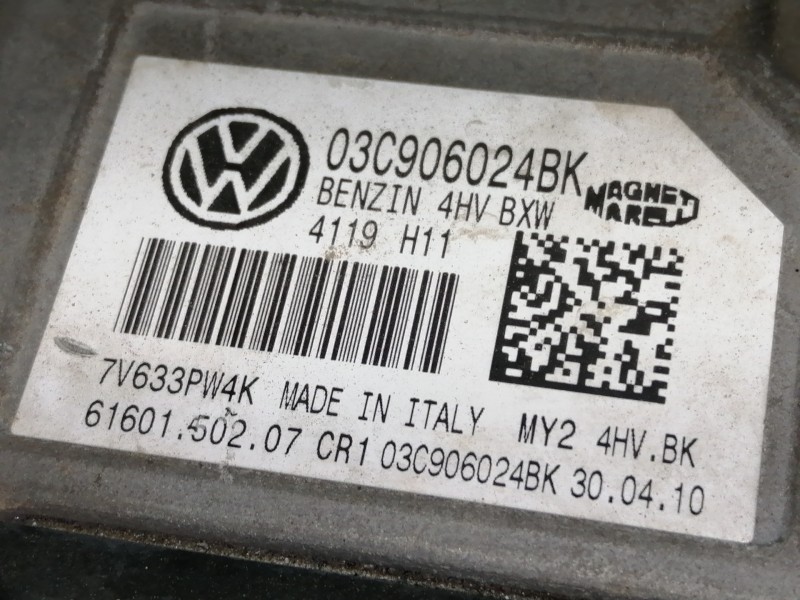 03C906024BK
BENZIN 4HV BXW
MAGNETI
MARELLI
4119 H11
7V633PW4K MADE IN ITALY MY2 4HV.BK
61601.502.07 CR1 03C906024BK 30.04.10